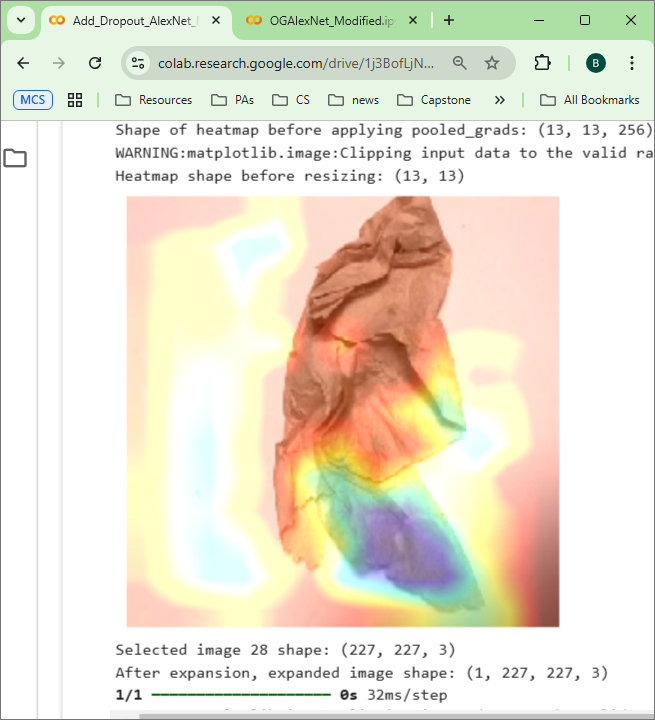 Add_Dropout_AlexNet_
OGAlexNet_Modified.ip
colab.research.google.com/drive/1j3BofLjN...
B
MCS
Resources
PAs
CS
news
Capstone
All Bookmarks
Shape of heatmap before applying pooled_grads: (13, 13, 256)
WARNING:matplotlib.image:Clipping input data to the valid ra
Heatmap shape before resizing: (13, 13)
Selected image 28 shape: (227, 227, 3)
After expansion, expanded image shape: (1, 227, 227, 3)
1/1 ━━━━━━━━━━━━━━━━━━━━ 0s 32ms/step